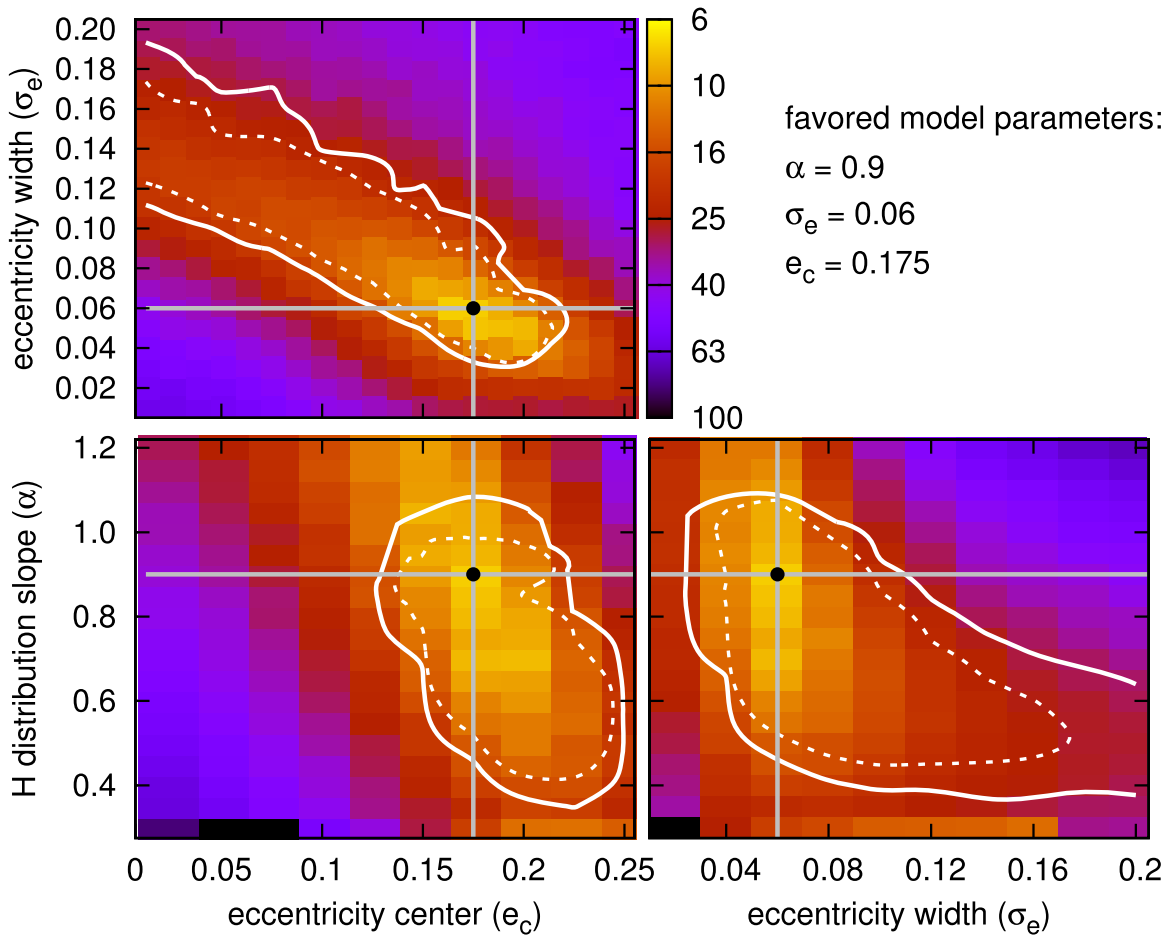 eccentricity width (σe)
0.20
0.18
0.16
0.14
0.12
0.10
0.08
0.06
0.04
0.02
6
10
16
25
40
63
100
favored model parameters:
α = 0.9
σe = 0.06
ec = 0.175
H distribution slope (α)
1.2
1.0
0.8
0.6
0.4
0 0.05 0.1 0.15 0.2 0.25
eccentricity center (ec)
0.04 0.08 0.12 0.16 0.2
eccentricity width (σe)